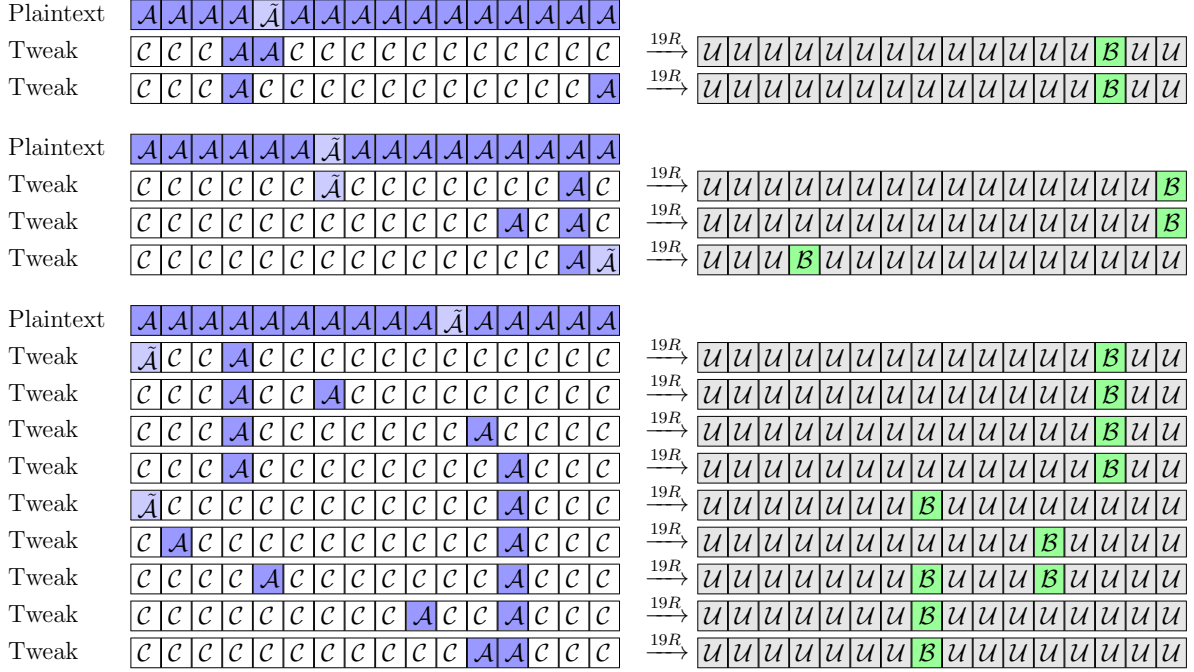 Plaintext A A A A Ã A A A A A A A A A A A
Tweak C C C A A C C C C C C C C C C C 19R → U U U U U U U U U U U U U B U U
Tweak C C C A C C C C C C C C C C C A 19R → U U U U U U U U U U U U U B U U
Plaintext A A A A A A Ã A A A A A A A A A
Tweak C C C C C C Ã C C C C C C C A C 19R → U U U U U U U U U U U U U U U B
Tweak C C C C C C C C C C C C A C A C 19R → U U U U U U U U U U U U U U U B
Tweak C C C C C C C C C C C C C C A Ã 19R → U U U B U U U U U U U U U U U U
Plaintext A A A A A A A A A A Ã A A A A A
Tweak Ã C C A C C C C C C C C C C C C 19R → U U U U U U U U U U U U U B U U
Tweak C C C A C C A C C C C C C C C C 19R → U U U U U U U U U U U U U B U U
Tweak C C C A C C C C C C C A C C C C 19R → U U U U U U U U U U U U U B U U
Tweak C C C A C C C C C C C C A C C C 19R → U U U U U U U U U U U U U B U U
Tweak Ã C C C C C C C C C C C A C C C 19R → U U U U U U U B U U U U U U U U
Tweak C A C C C C C C C C C C A C C C 19R → U U U U U U U U U U U B U U U U
Tweak C C C C A C C C C C C C A C C C 19R → U U U U U U U B U U U B U U U U
Tweak C C C C C C C C C A C C A C C C 19R → U U U U U U U B U U U U U U U U
Tweak C C C C C C C C C C C A A C C C 19R → U U U U U U U B U U U U U U U U